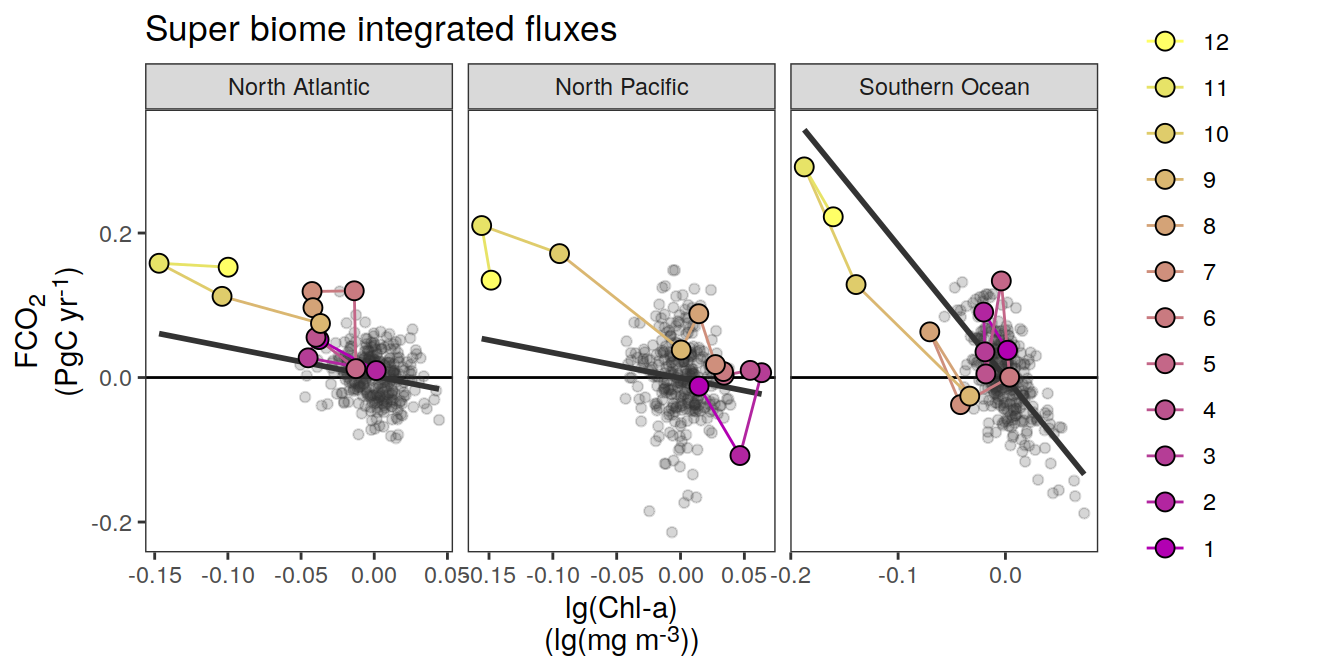 Super biome integrated fluxes
North Atlantic
North Pacific
Southern Ocean
FCO2
(PgC yr-1)
0.2
0.0
-0.2
-0.15 -0.10 -0.05 0.00 0.05
-0.15 -0.10 -0.05 0.00 0.05
-0.2 -0.1 0.0
lg(Chl-a)
(lg(mg m-3))
12
11
10
9
8
7
6
5
4
3
2
1